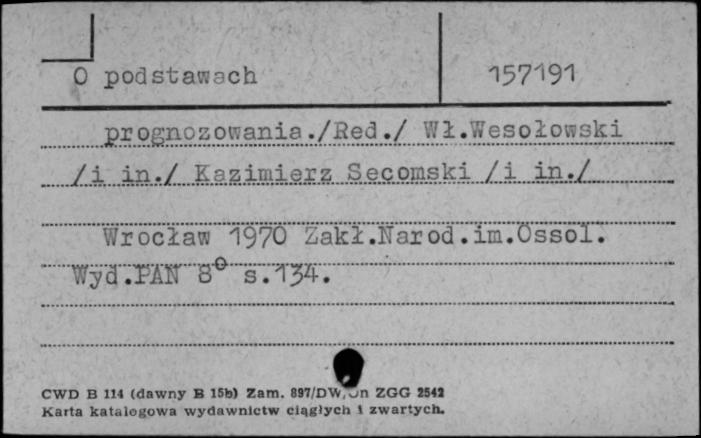 O podstawach 157191
prognozowania./Red./ Wł.Wesołowski
/i in./ Kazimierz Secomski /i in./
Wrocław 1970 Zakł.Narod.im.Ossol.
Wyd.PAN 8° s.134.
CWD B 114 (dawny B 15b) Zam. 897/DW/Jn ZGG 2542
Karta katalogowa wydawnictw ciągłych i zwartych.